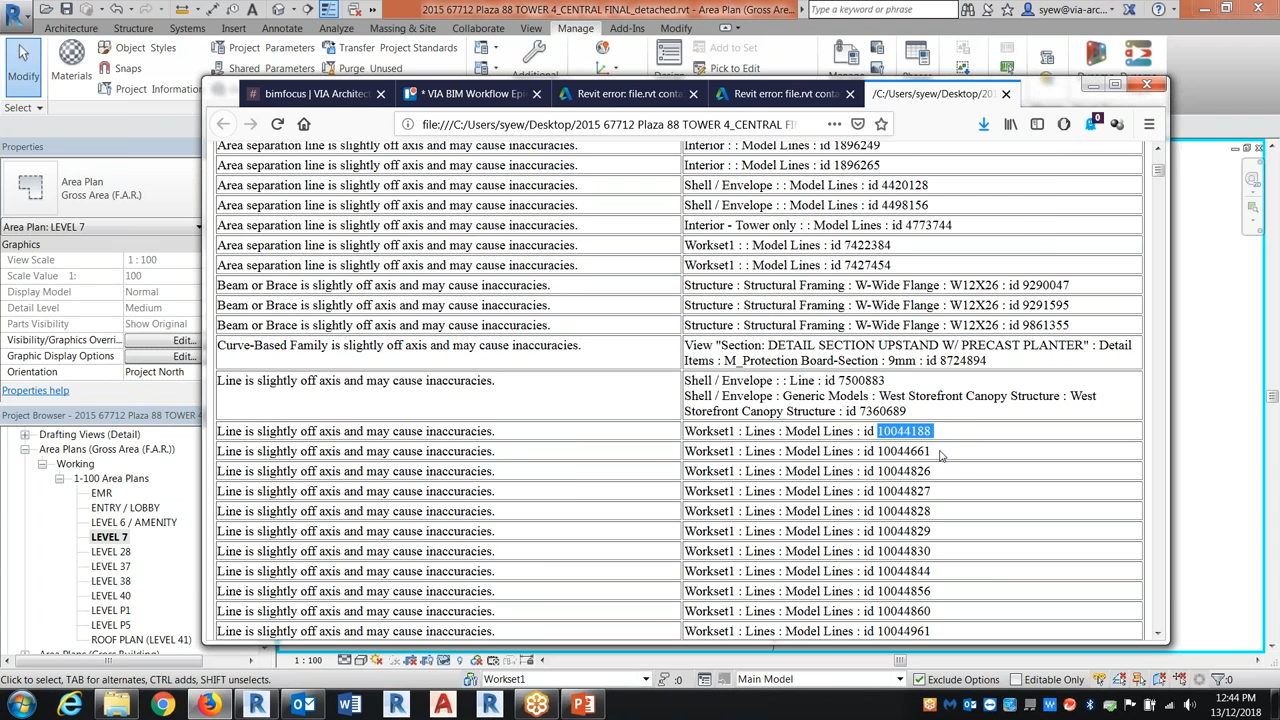 2015 67712 Plaza 88 TOWER 4_CENTRAL FINAL_detached.rvt - Area Plan (Gross Area (F.A.R.
Type a keyword or phrase
syew@via-arc...
Architecture Structure Systems Insert Annotate Analyze Massing & Site Collaborate View Manage Add-Ins Modify
Modify
Materials
Object Styles
Snaps
Project Informatio
Project Parameters
Shared Parameters
Transfer Project Standards
Purge Unused
Additional
Design
Add to Set
Pick to Edit
Manage
Phases
Select
bimfocus | VIA Architect
* VIA BIM Workflow Epi
Revit error: file.rvt conta
Revit error: file.rvt conta
/C:/Users/syew/Desktop/201
file:///C:/Users/syew/Desktop/2015 67712 Plaza 88 TOWER 4_CENTRAL FI
0
Properties
Area Plan
Gross Area (F.A.R.)
Area Plan: LEVEL 7
Graphics
View Scale 1 : 100
Scale Value 1: 100
Display Model Normal
Detail Level Medium
Parts Visibility Show Original
Visibility/Graphics Overri... Edit...
Graphic Display Options Edit...
Orientation Project North
Properties help
Project Browser - 2015 67712 Plaza 88 TOWER 4
Drafting Views (Detail)
Area Plans (Gross Area (F.A.R.))
Working
1-100 Area Plans
EMR
ENTRY / LOBBY
LEVEL 6 / AMENITY
LEVEL 7
LEVEL 28
LEVEL 37
LEVEL 38
LEVEL 40
LEVEL P1
LEVEL P5
ROOF PLAN (LEVEL 41)
Area Plans (Gross Building)
Area separation line is slightly off axis and may cause inaccuracies. Interior : : Model Lines : id 1896249
Area separation line is slightly off axis and may cause inaccuracies. Interior : : Model Lines : id 1896265
Area separation line is slightly off axis and may cause inaccuracies. Shell / Envelope : : Model Lines : id 4420128
Area separation line is slightly off axis and may cause inaccuracies. Shell / Envelope : : Model Lines : id 4498156
Area separation line is slightly off axis and may cause inaccuracies. Interior - Tower only : : Model Lines : id 4773744
Area separation line is slightly off axis and may cause inaccuracies. Workset1 : : Model Lines : id 7422384
Area separation line is slightly off axis and may cause inaccuracies. Workset1 : : Model Lines : id 7427454
Beam or Brace is slightly off axis and may cause inaccuracies. Structure : Structural Framing : W-Wide Flange : W12X26 : id 9290047
Beam or Brace is slightly off axis and may cause inaccuracies. Structure : Structural Framing : W-Wide Flange : W12X26 : id 9291595
Beam or Brace is slightly off axis and may cause inaccuracies. Structure : Structural Framing : W-Wide Flange : W12X26 : id 9861355
Curve-Based Family is slightly off axis and may cause inaccuracies. View "Section: DETAIL SECTION UPSTAND W/ PRECAST PLANTER" : Detail
Items : M_Protection Board-Section : 9mm : id 8724894
Line is slightly off axis and may cause inaccuracies. Shell / Envelope : : Line : id 7500883
Shell / Envelope : Generic Models : West Storefront Canopy Structure : West
Storefront Canopy Structure : id 7360689
Line is slightly off axis and may cause inaccuracies. Workset1 : Lines : Model Lines : id 10044188
Line is slightly off axis and may cause inaccuracies. Workset1 : Lines : Model Lines : id 10044661
Line is slightly off axis and may cause inaccuracies. Workset1 : Lines : Model Lines : id 10044826
Line is slightly off axis and may cause inaccuracies. Workset1 : Lines : Model Lines : id 10044827
Line is slightly off axis and may cause inaccuracies. Workset1 : Lines : Model Lines : id 10044828
Line is slightly off axis and may cause inaccuracies. Workset1 : Lines : Model Lines : id 10044829
Line is slightly off axis and may cause inaccuracies. Workset1 : Lines : Model Lines : id 10044830
Line is slightly off axis and may cause inaccuracies. Workset1 : Lines : Model Lines : id 10044844
Line is slightly off axis and may cause inaccuracies. Workset1 : Lines : Model Lines : id 10044856
Line is slightly off axis and may cause inaccuracies. Workset1 : Lines : Model Lines : id 10044860
Line is slightly off axis and may cause inaccuracies. Workset1 : Lines : Model Lines : id 10044961
1 : 100
Click to select, TAB for alternates, CTRL adds, SHIFT unselects.
Workset1
:0
Main Model
Exclude Options
Editable Only
:0
12:44 PM
13/12/2018